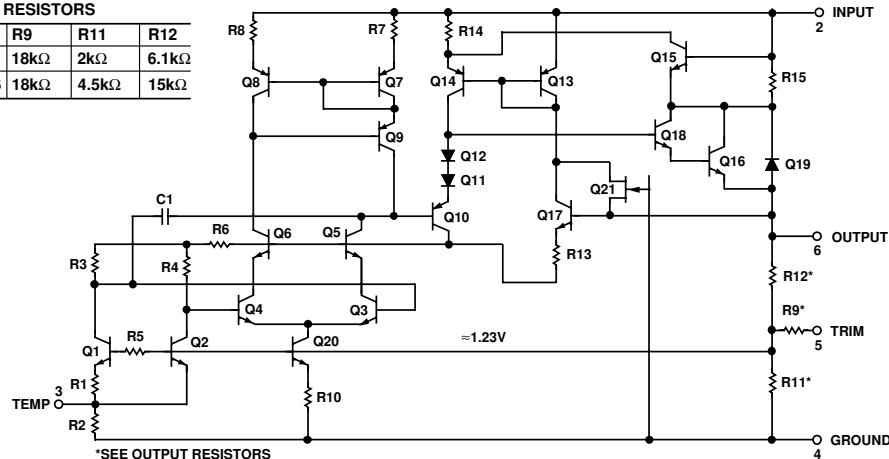 RESISTORS
R9 R11 R12
18kΩ 2kΩ 6.1kΩ
18kΩ 4.5kΩ 15kΩ
R8
R7
R14
INPUT
2
Q15
R15
Q8
Q7
Q14
Q13
Q9
Q18
Q12
Q16
Q19
Q11
Q21
C1
Q10
Q17
R6
Q6
Q5
OUTPUT
6
R3
R4
R13
R12*
Q4
Q3
R9*
Q20
≈1.23V
TRIM
5
R5
Q1
Q2
R1
R11*
3
TEMP
R10
R2
GROUND
4
*SEE OUTPUT RESISTORS